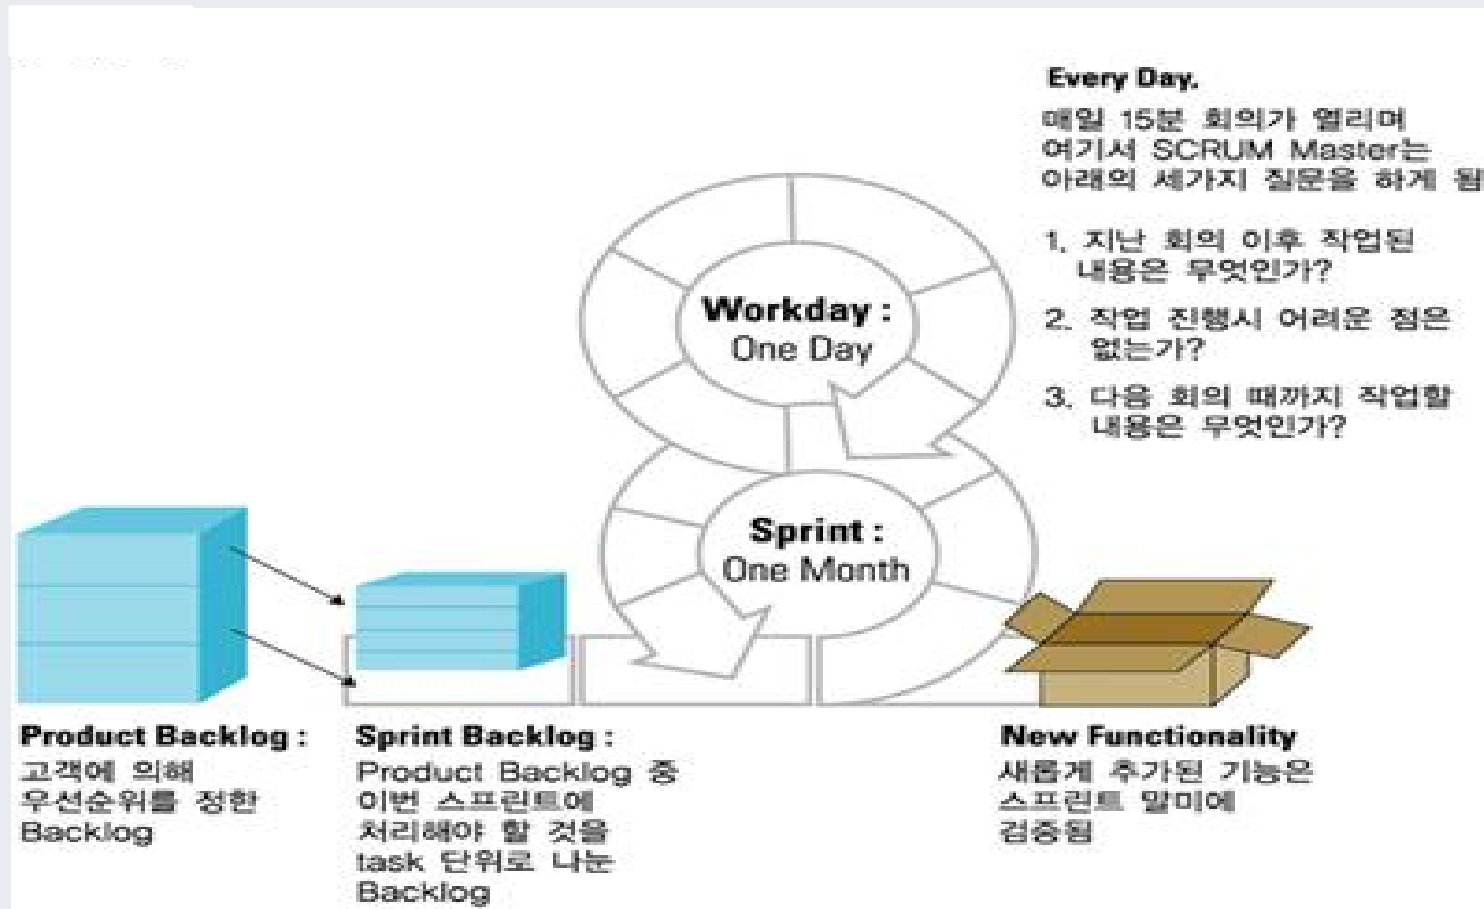 Every Day.
매일 15분 회의가 열리며
여기서 SCRUM Master는
아래의 세가지 질문을 하게 됨
1. 지난 회의 이후 작업된
내용은 무엇인가?
2. 작업 진행시 어려운 점은
없는가?
3. 다음 회의 때까지 작업할
내용은 무엇인가?
Workday :
One Day
Sprint :
One Month
Product Backlog :
고객에 의해
우선순위를 정한
Backlog
Sprint Backlog :
Product Backlog 중
이번 스프린트에
처리해야 할 것을
task 단위로 나눈
Backlog
New Functionality
새롭게 추가된 기능은
스프린트 말미에
검증됨